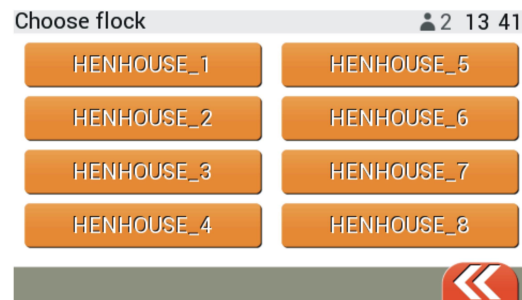 Choose flock 2 13 41
HENHOUSE_1
HENHOUSE_2
HENHOUSE_3
HENHOUSE_4
HENHOUSE_5
HENHOUSE_6
HENHOUSE_7
HENHOUSE_8